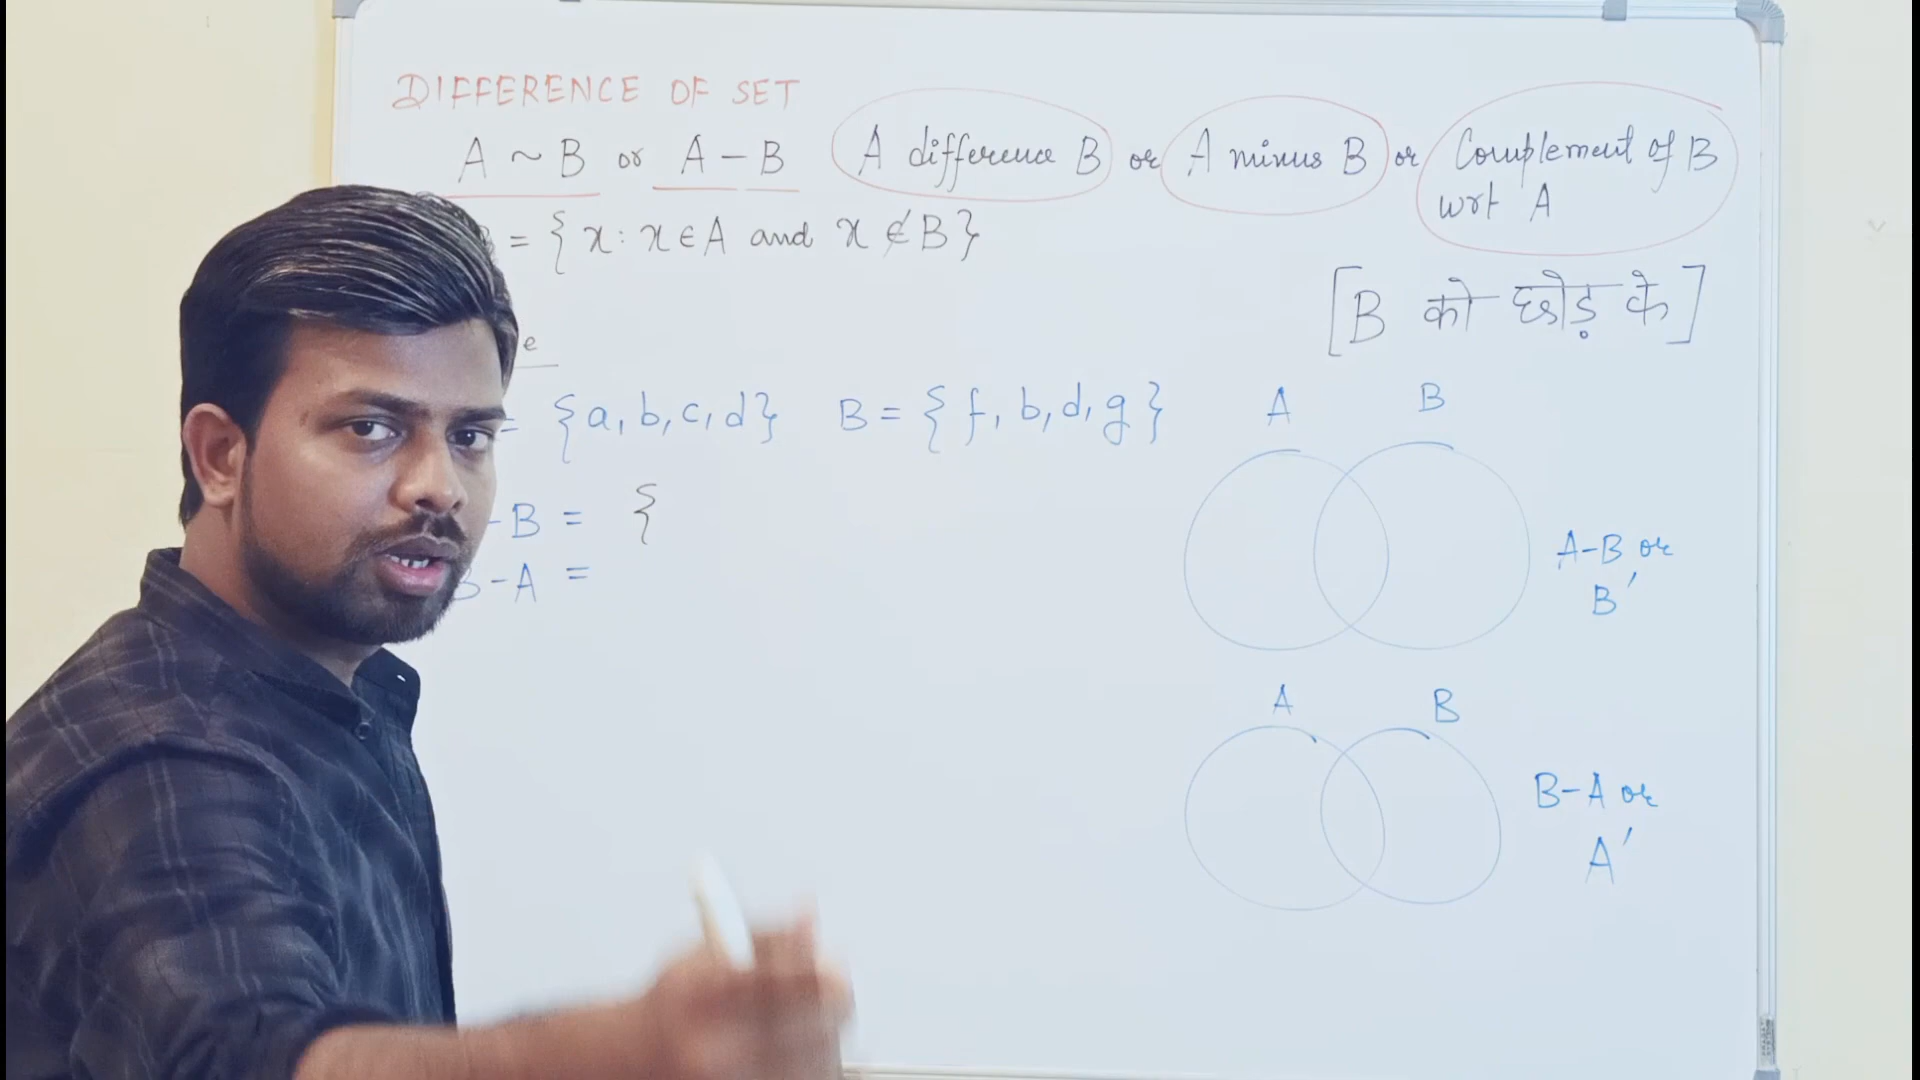 DIFFERENCE OF SET
A ~ B or A - B A difference B or A minus B or Complement of B
wrt A
B = { x : x ∈ A and x ∉ B }
[B को छोड़ के]
e
= {a, b, c, d} B = { f, b, d, g }
A B
-B = {
A-B or
B'
B-A =
A B
B-A or
A'